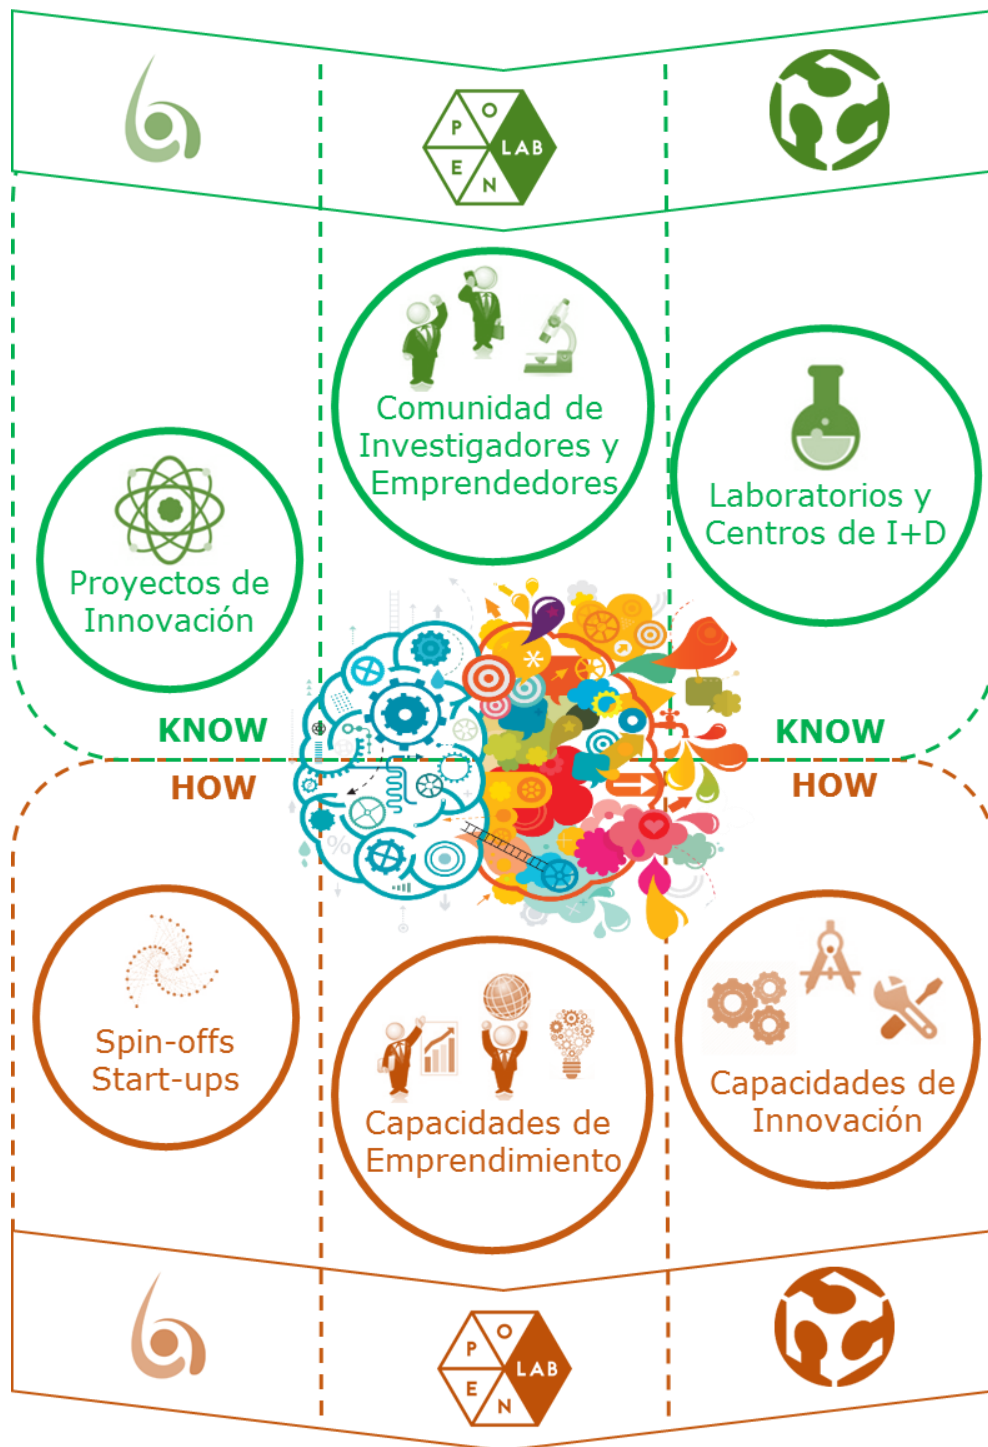 P O
E N
LAB
Comunidad de
Investigadores y
Emprendedores
Laboratorios y
Centros de I+D
Proyectos de
Innovación
KNOW
KNOW
HOW
HOW
%
Spin-offs
Start-ups
Capacidades de
Emprendimiento
Capacidades de
Innovación
P O
E N
LAB